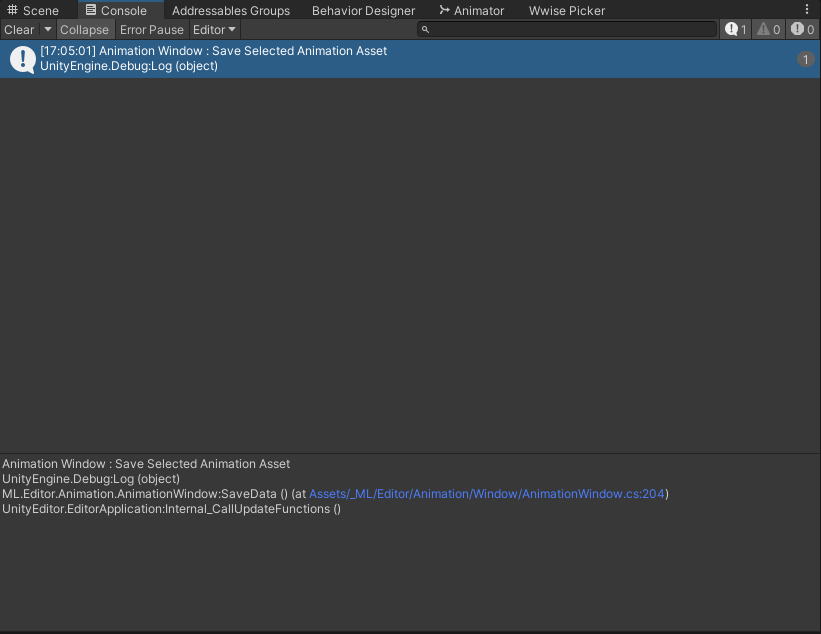 Scene Console Addressables Groups Behavior Designer Animator Wwise Picker
Clear Collapse Error Pause Editor 1 0 0
[17:05:01] Animation Window : Save Selected Animation Asset
UnityEngine.Debug:Log (object)
1
Animation Window : Save Selected Animation Asset
UnityEngine.Debug:Log (object)
ML.Editor.Animation.AnimationWindow:SaveData () (at Assets/_ML/Editor/Animation/Window/AnimationWindow.cs:204)
UnityEditor.EditorApplication:Internal_CallUpdateFunctions ()